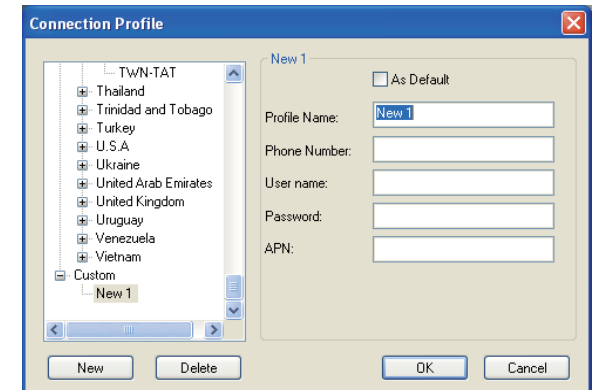 Connection Profile
TWN-TAT
Thailand
Trinidad and Tobago
Turkey
U.S.A
Ukraine
United Arab Emirates
United Kingdom
Uruguay
Venezuela
Vietnam
Custom
New 1
New 1
As Default
Profile Name: New 1
Phone Number:
User name:
Password:
APN:
New Delete OK Cancel